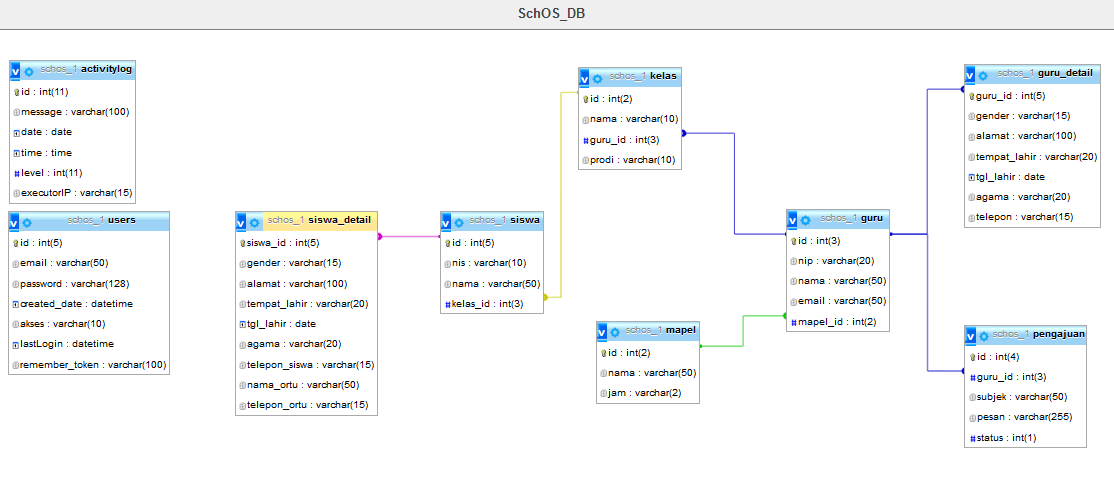 SchOS_DB
schos_1 activitylog
id : int(11)
message : varchar(100)
date : date
time : time
level : int(11)
executorIP : varchar(15)
schos_1 users
id : int(5)
email : varchar(50)
password : varchar(128)
created_date : datetime
akses : varchar(10)
lastLogin : datetime
remember_token : varchar(100)
schos_1 siswa_detail
siswa_id : int(5)
gender : varchar(15)
alamat : varchar(100)
tempat_lahir : varchar(20)
tgl_lahir : date
agama : varchar(20)
telepon_siswa : varchar(15)
nama_ortu : varchar(50)
telepon_ortu : varchar(15)
schos_1 siswa
id : int(5)
nis : varchar(10)
nama : varchar(50)
kelas_id : int(3)
schos_1 kelas
id : int(2)
nama : varchar(10)
guru_id : int(3)
prodi : varchar(10)
schos_1 mapel
id : int(2)
nama : varchar(50)
jam : varchar(2)
schos_1 guru
id : int(3)
nip : varchar(20)
nama : varchar(50)
email : varchar(50)
mapel_id : int(2)
schos_1 guru_detail
guru_id : int(5)
gender : varchar(15)
alamat : varchar(100)
tempat_lahir : varchar(20)
tgl_lahir : date
agama : varchar(20)
telepon : varchar(15)
schos_1 pengajuan
id : int(4)
guru_id : int(3)
subjek : varchar(50)
pesan : varchar(255)
status : int(1)